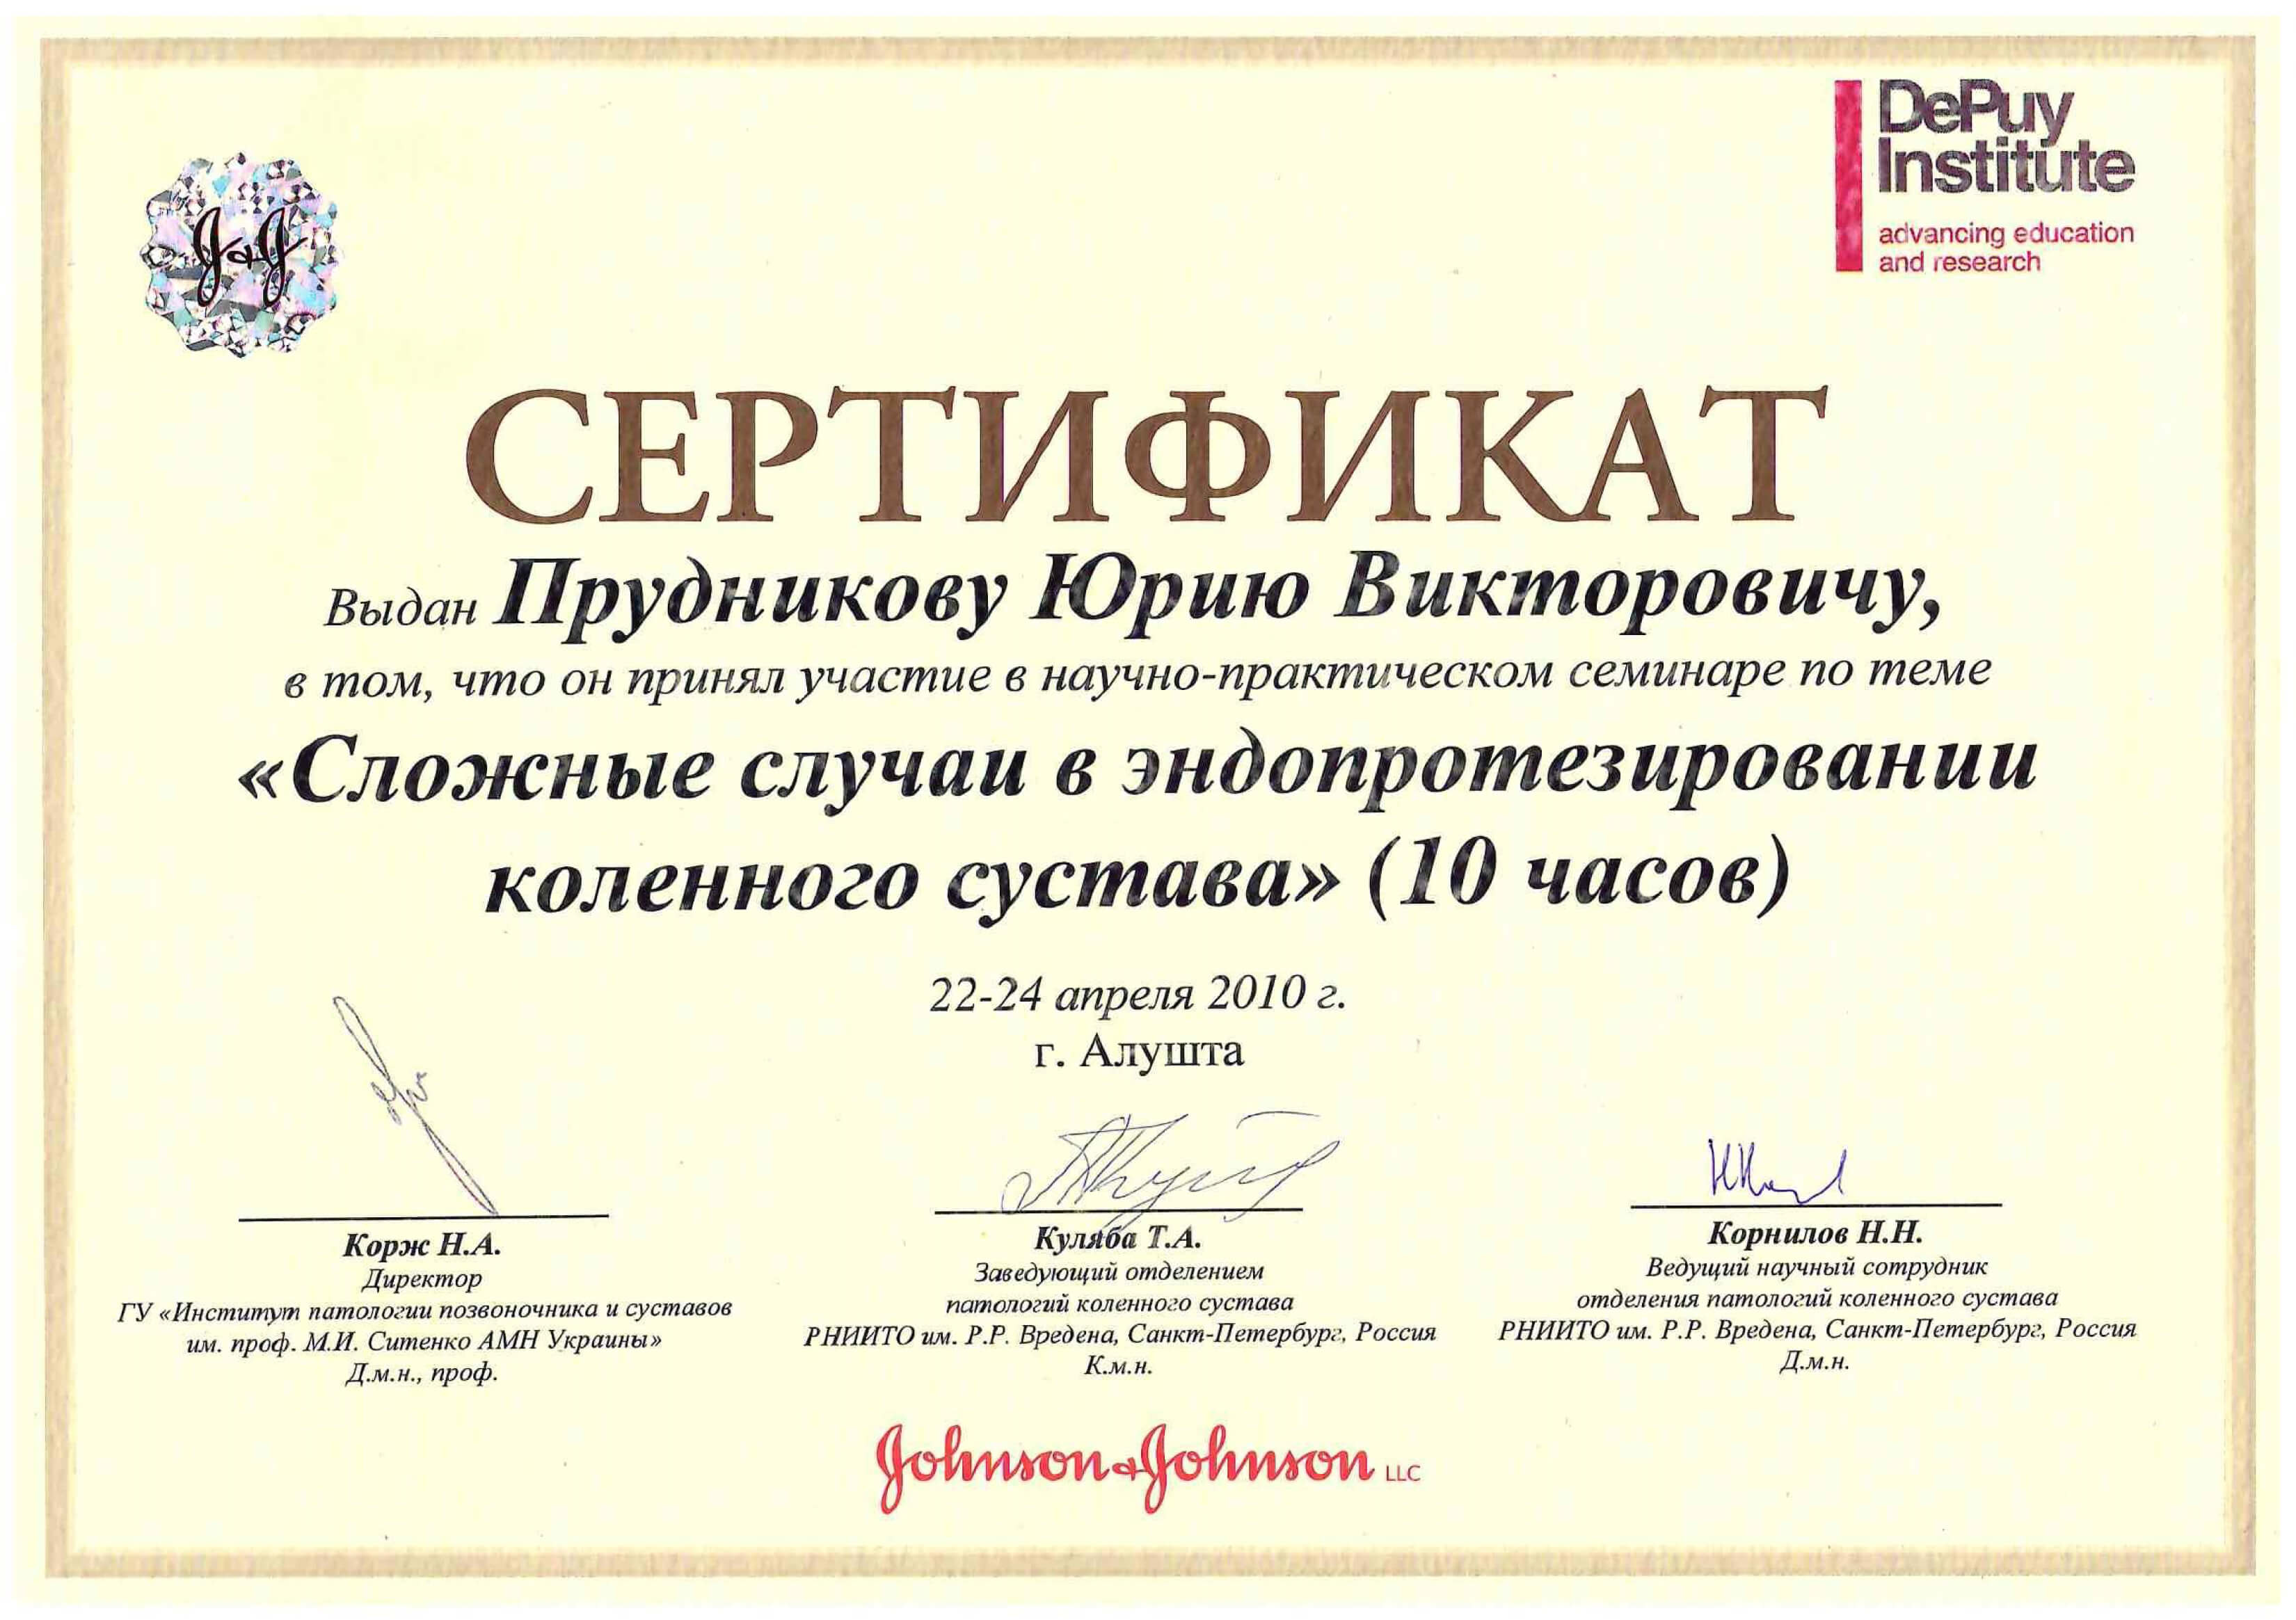 J&J
DePuy
Institute
advancing education
and research
СЕРТИФИКАТ
Выдан Прудникову Юрию Викторовичу,
в том, что он принял участие в научно-практическом семинаре по теме
«Сложные случаи в эндопротезировании
коленного сустава» (10 часов)
22-24 апреля 2010 г.
г. Алушта
Корж Н.А.
Директор
ГУ «Институт патологии позвоночника и суставов
им. проф. М.И. Ситенко АМН Украины»
Д.м.н., проф.
Куляба Т.А.
Заведующий отделением
патологий коленного сустава
РНИИТО им. Р.Р. Вредена, Санкт-Петербург, Россия
К.м.н.
Корнилов Н.Н.
Ведущий научный сотрудник
отделения патологий коленного сустава
РНИИТО им. Р.Р. Вредена, Санкт-Петербург, Россия
Д.м.н.
Johnson & Johnson LLC